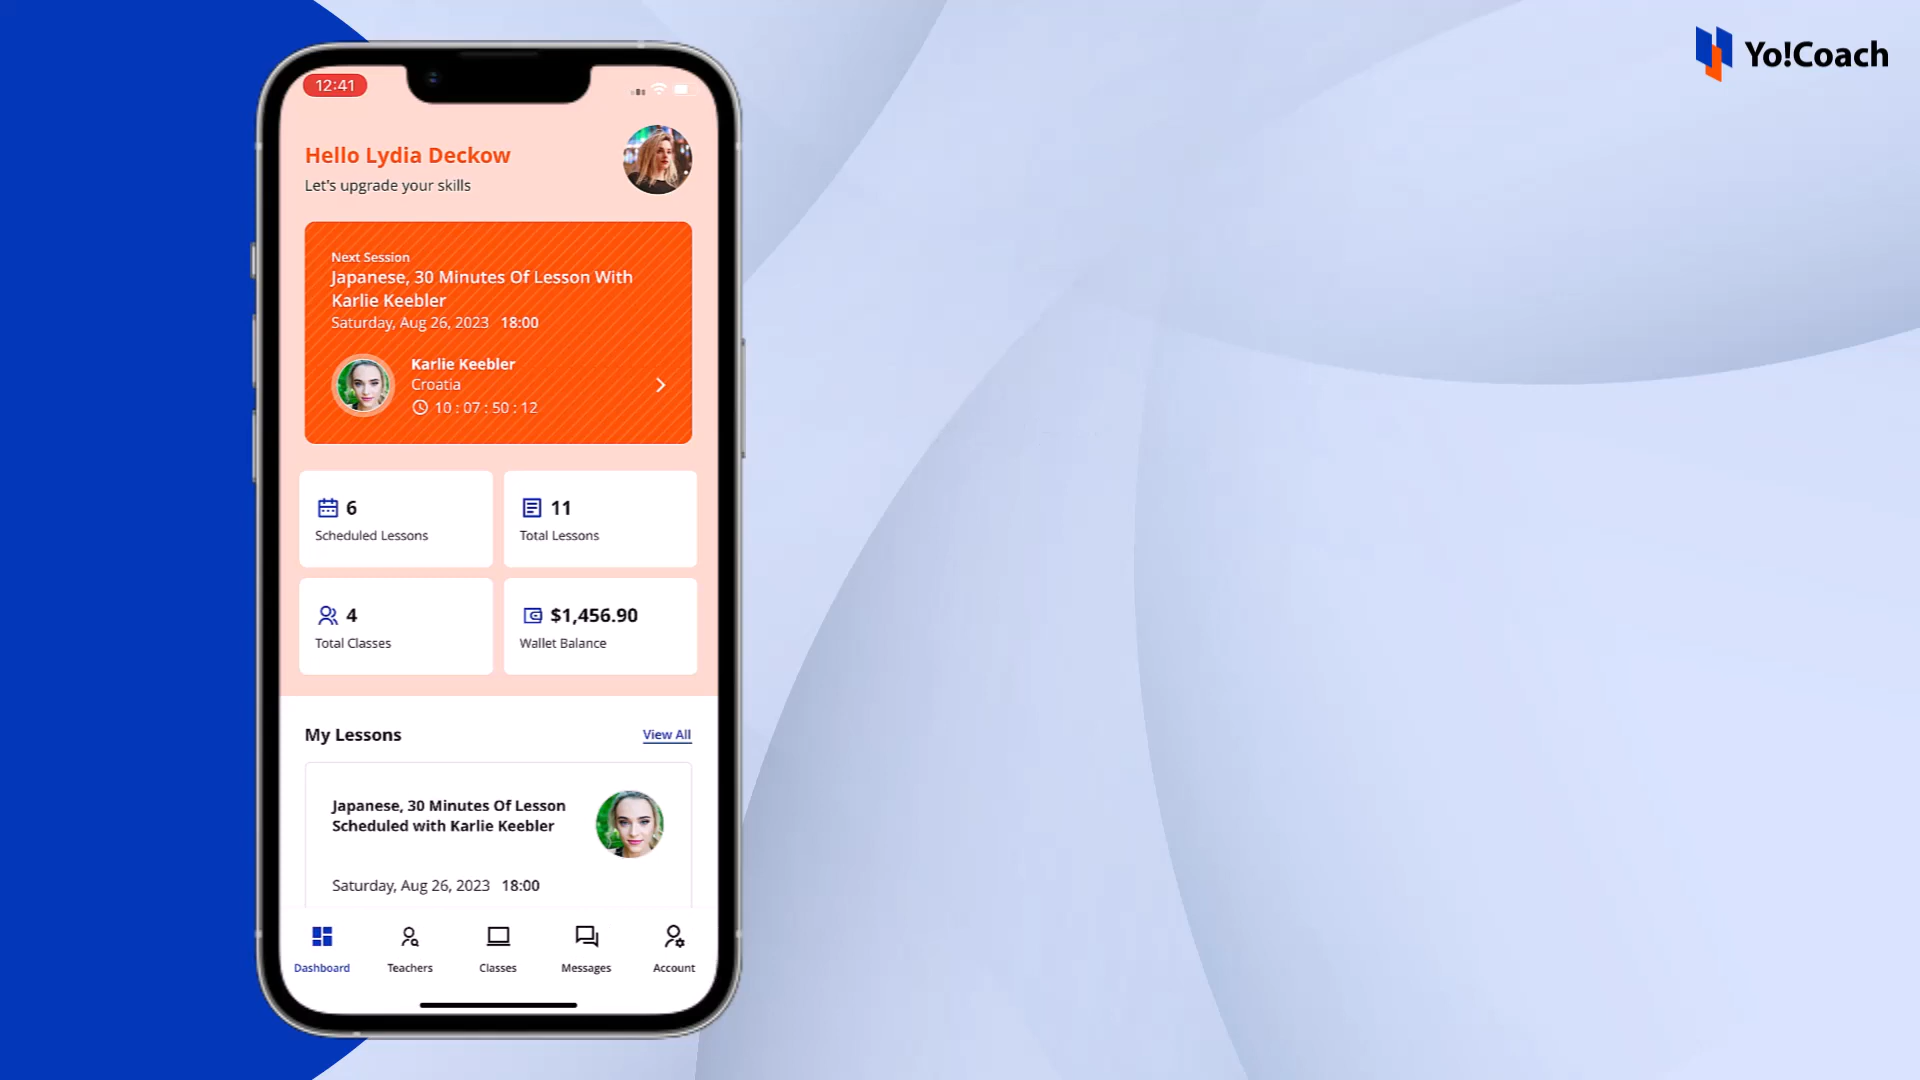 Yo!Coach
12:41
Hello Lydia Deckow
Let's upgrade your skills
Next Session
Japanese, 30 Minutes Of Lesson With
Karlie Keebler
Saturday, Aug 26, 2023 18:00
Karlie Keebler
Croatia
10 : 07 : 50 : 12
6
Scheduled Lessons
11
Total Lessons
4
Total Classes
$1,456.90
Wallet Balance
My Lessons
View All
Japanese, 30 Minutes Of Lesson
Scheduled with Karlie Keebler
Saturday, Aug 26, 2023 18:00
Dashboard
Teachers
Classes
Messages
Account